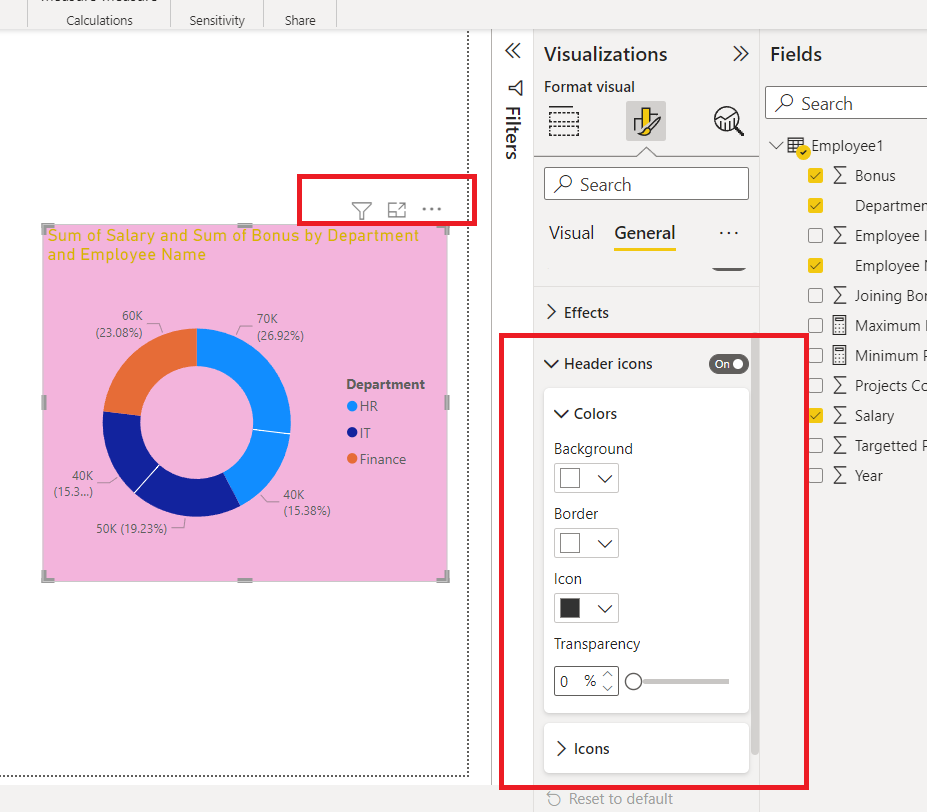 Calculations
Sensitivity
Share
Sum of Salary and Sum of Bonus by Department
and Employee Name
60K
(23.08%)
70K
(26.92%)
40K
(15.3...)
50K (19.23%)
40K
(15.38%)
Department
HR
IT
Finance
Filters
Visualizations
Format visual
Search
Visual
General
...
Effects
Header icons
On
Colors
Background
Border
Icon
Transparency
0 %
Icons
Reset to default
Fields
Search
Employee1
Bonus
Employee
Employee
Joining
Maximum
Minimum
Projects
Salary
Targetted
Year